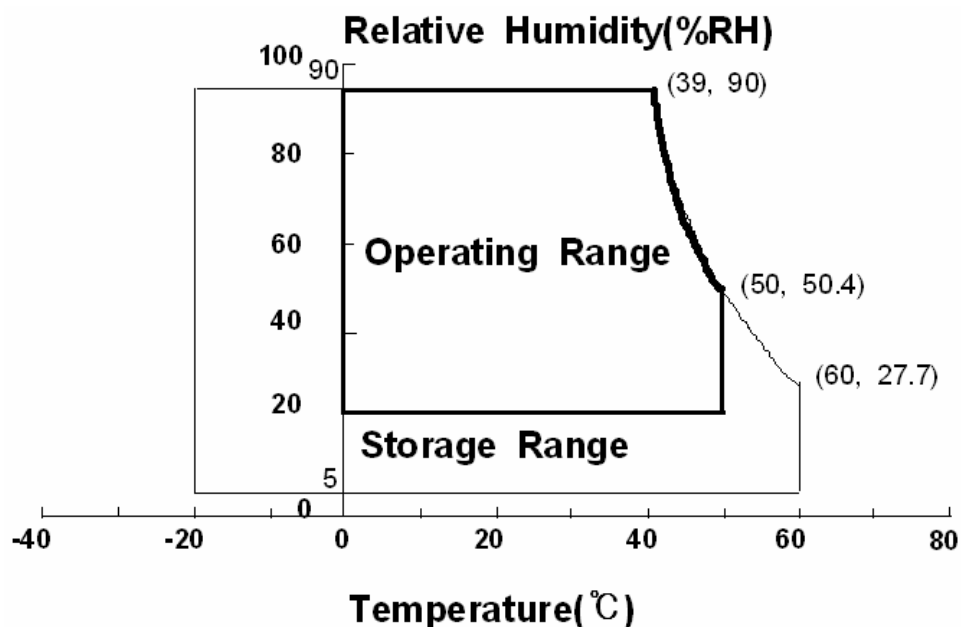 Relative Humidity(%RH)
100
90
(39, 90)
80
60
Operating Range
(50, 50.4)
40
(60, 27.7)
20
Storage Range
5
0
-40 -20 0 20 40 60 80
Temperature(℃)